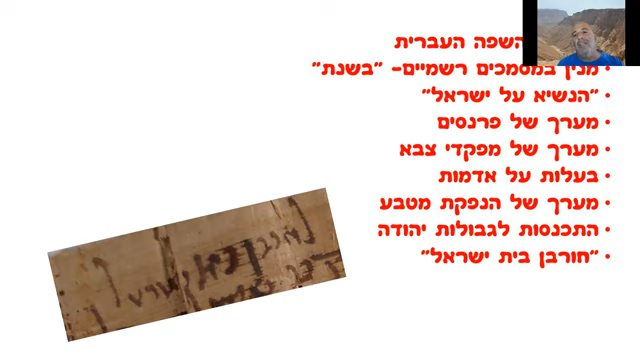 השפה העברית
מנין במסמכים רשמיים- "בשנת"
"הנשיא על ישראל"
מערך של פרנסים
מערך של מפקדי צבא
בעלות על אדמות
מערך של הנפקת מטבע
התכנסות לגבולות יהודה
"חורבן בית ישראל"